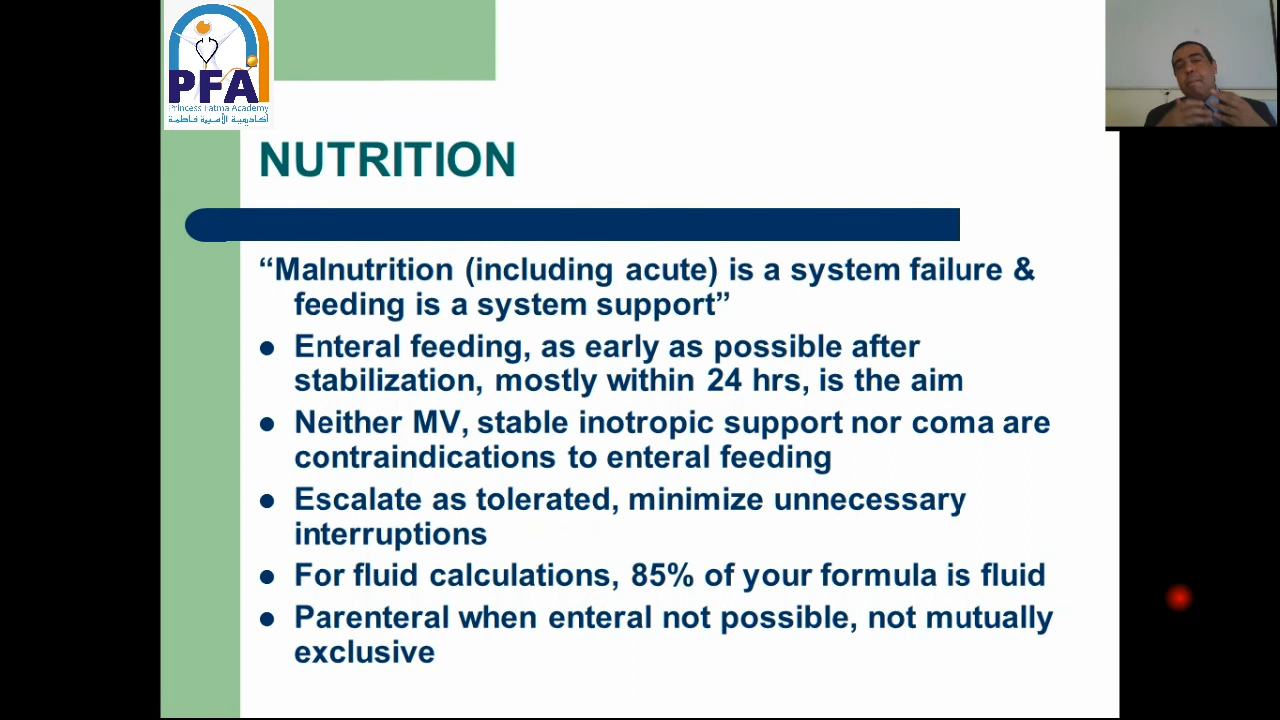 PFA
Princess Fatma Academy
أكاديمية الأميرة فاطمة
NUTRITION
“Malnutrition (including acute) is a system failure &
feeding is a system support”
Enteral feeding, as early as possible after
stabilization, mostly within 24 hrs, is the aim
Neither MV, stable inotropic support nor coma are
contraindications to enteral feeding
Escalate as tolerated, minimize unnecessary
interruptions
For fluid calculations, 85% of your formula is fluid
Parenteral when enteral not possible, not mutually
exclusive